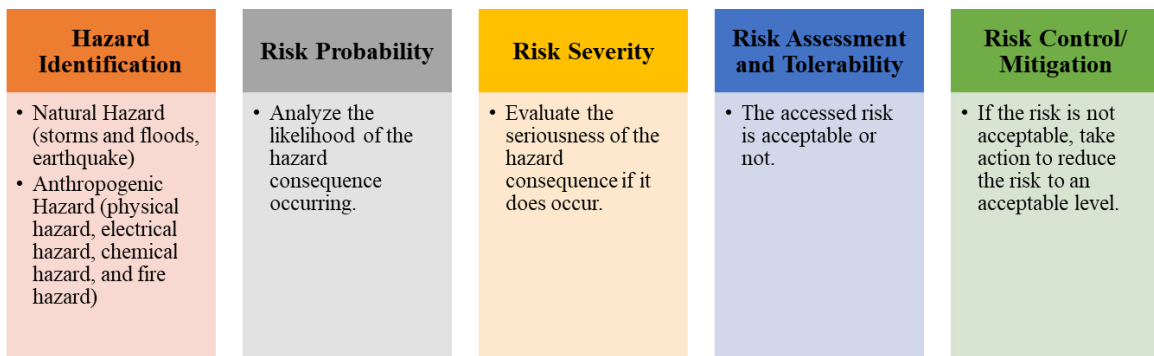 Hazard
Identification
• Natural Hazard
(storms and floods,
earthquake)
• Anthropogenic
Hazard (physical
hazard, electrical
hazard, chemical
hazard, and fire
hazard)
Risk Probability
• Analyze the
likelihood of the
hazard
consequence
occurring.
Risk Severity
• Evaluate the
seriousness of the
hazard
consequence if it
does occur.
Risk Assessment
and Tolerability
• The accessed risk
is acceptable or
not.
Risk Control/
Mitigation
• If the risk is not
acceptable, take
action to reduce
the risk to an
acceptable level.